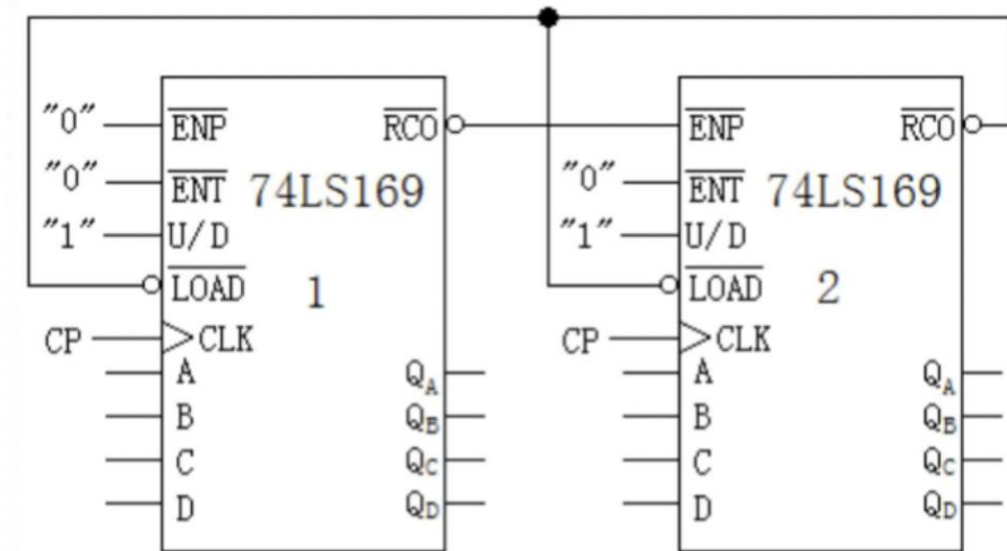 "0" ENP RCO ENP RCO
"0" ENT 74LS169 "0" ENT 74LS169
"1" U/D "1" U/D
LOAD 1 LOAD 2
CP CLK CP CLK
A QA A QA
B QB B QB
C QC C QC
D QD D QD